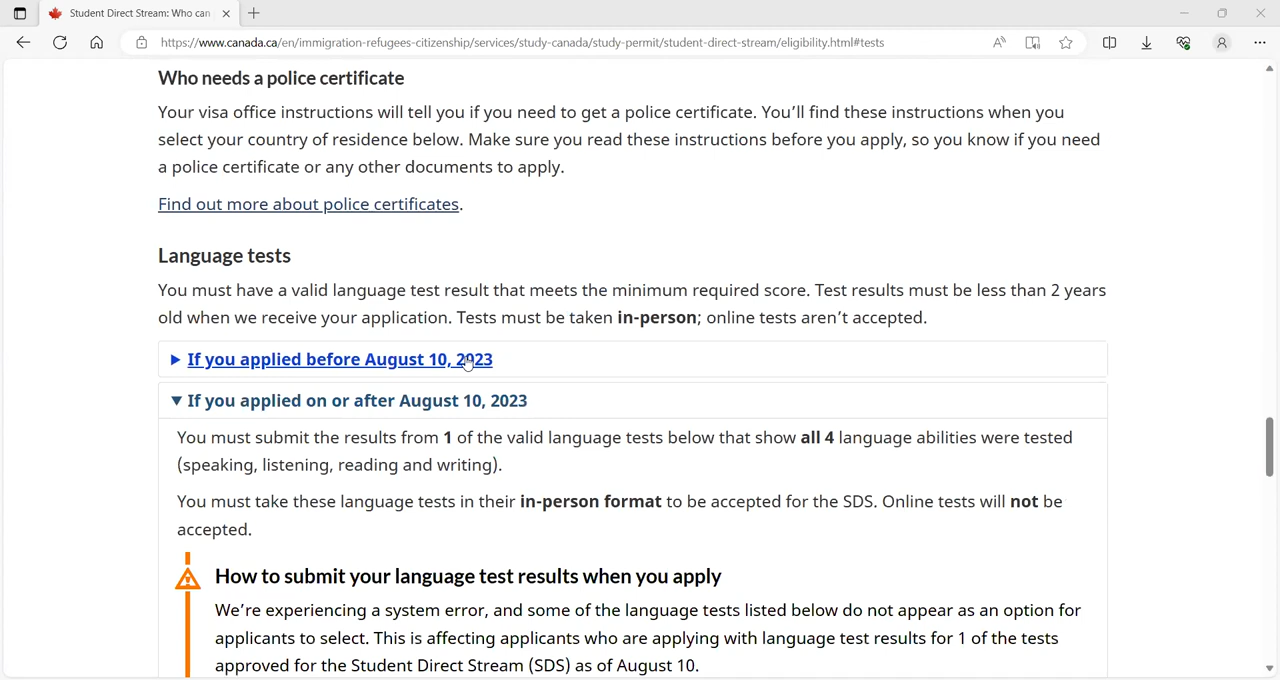 Student Direct Stream: Who can
https://www.canada.ca/en/immigration-refugees-citizenship/services/study-canada/study-permit/student-direct-stream/eligibility.html#tests
Who needs a police certificate
Your visa office instructions will tell you if you need to get a police certificate. You’ll find these instructions when you
select your country of residence below. Make sure you read these instructions before you apply, so you know if you need
a police certificate or any other documents to apply.
Find out more about police certificates.
Language tests
You must have a valid language test result that meets the minimum required score. Test results must be less than 2 years
old when we receive your application. Tests must be taken in-person; online tests aren’t accepted.
If you applied before August 10, 2023
If you applied on or after August 10, 2023
You must submit the results from 1 of the valid language tests below that show all 4 language abilities were tested
(speaking, listening, reading and writing).
You must take these language tests in their in-person format to be accepted for the SDS. Online tests will not be
accepted.
How to submit your language test results when you apply
We’re experiencing a system error, and some of the language tests listed below do not appear as an option for
applicants to select. This is affecting applicants who are applying with language test results for 1 of the tests
approved for the Student Direct Stream (SDS) as of August 10.